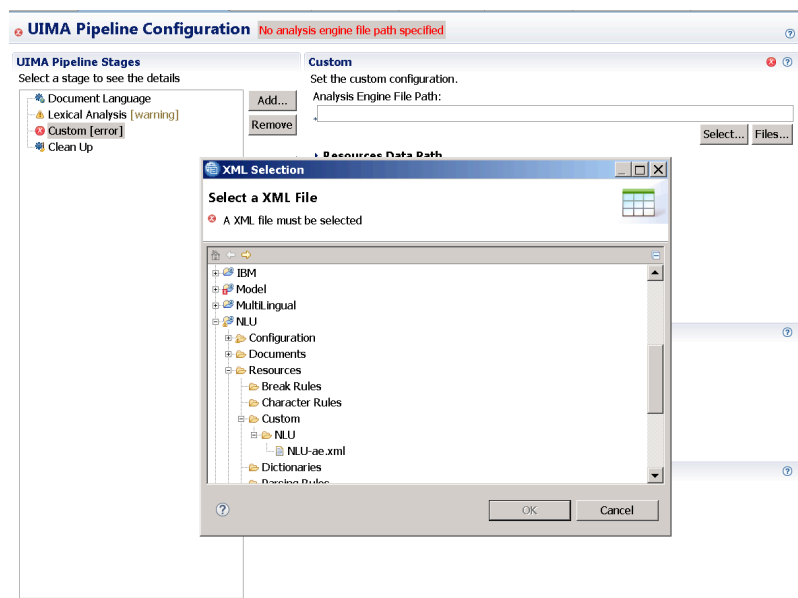 UIMA Pipeline Configuration No analysis engine file path specified
UIMA Pipeline Stages
Select a stage to see the details
Document Language
Lexical Analysis [warning]
Custom [error]
Clean Up
Add...
Remove
Custom
Set the custom configuration.
Analysis Engine File Path:
*
Select... Files...
Resources Data Path
XML Selection
Select a XML File
A XML file must be selected
IBM
Model
MultiLingual
NLU
Configuration
Documents
Resources
Break Rules
Character Rules
Custom
NLU
NLU-ae.xml
Dictionaries
Parsing Rules
OK Cancel